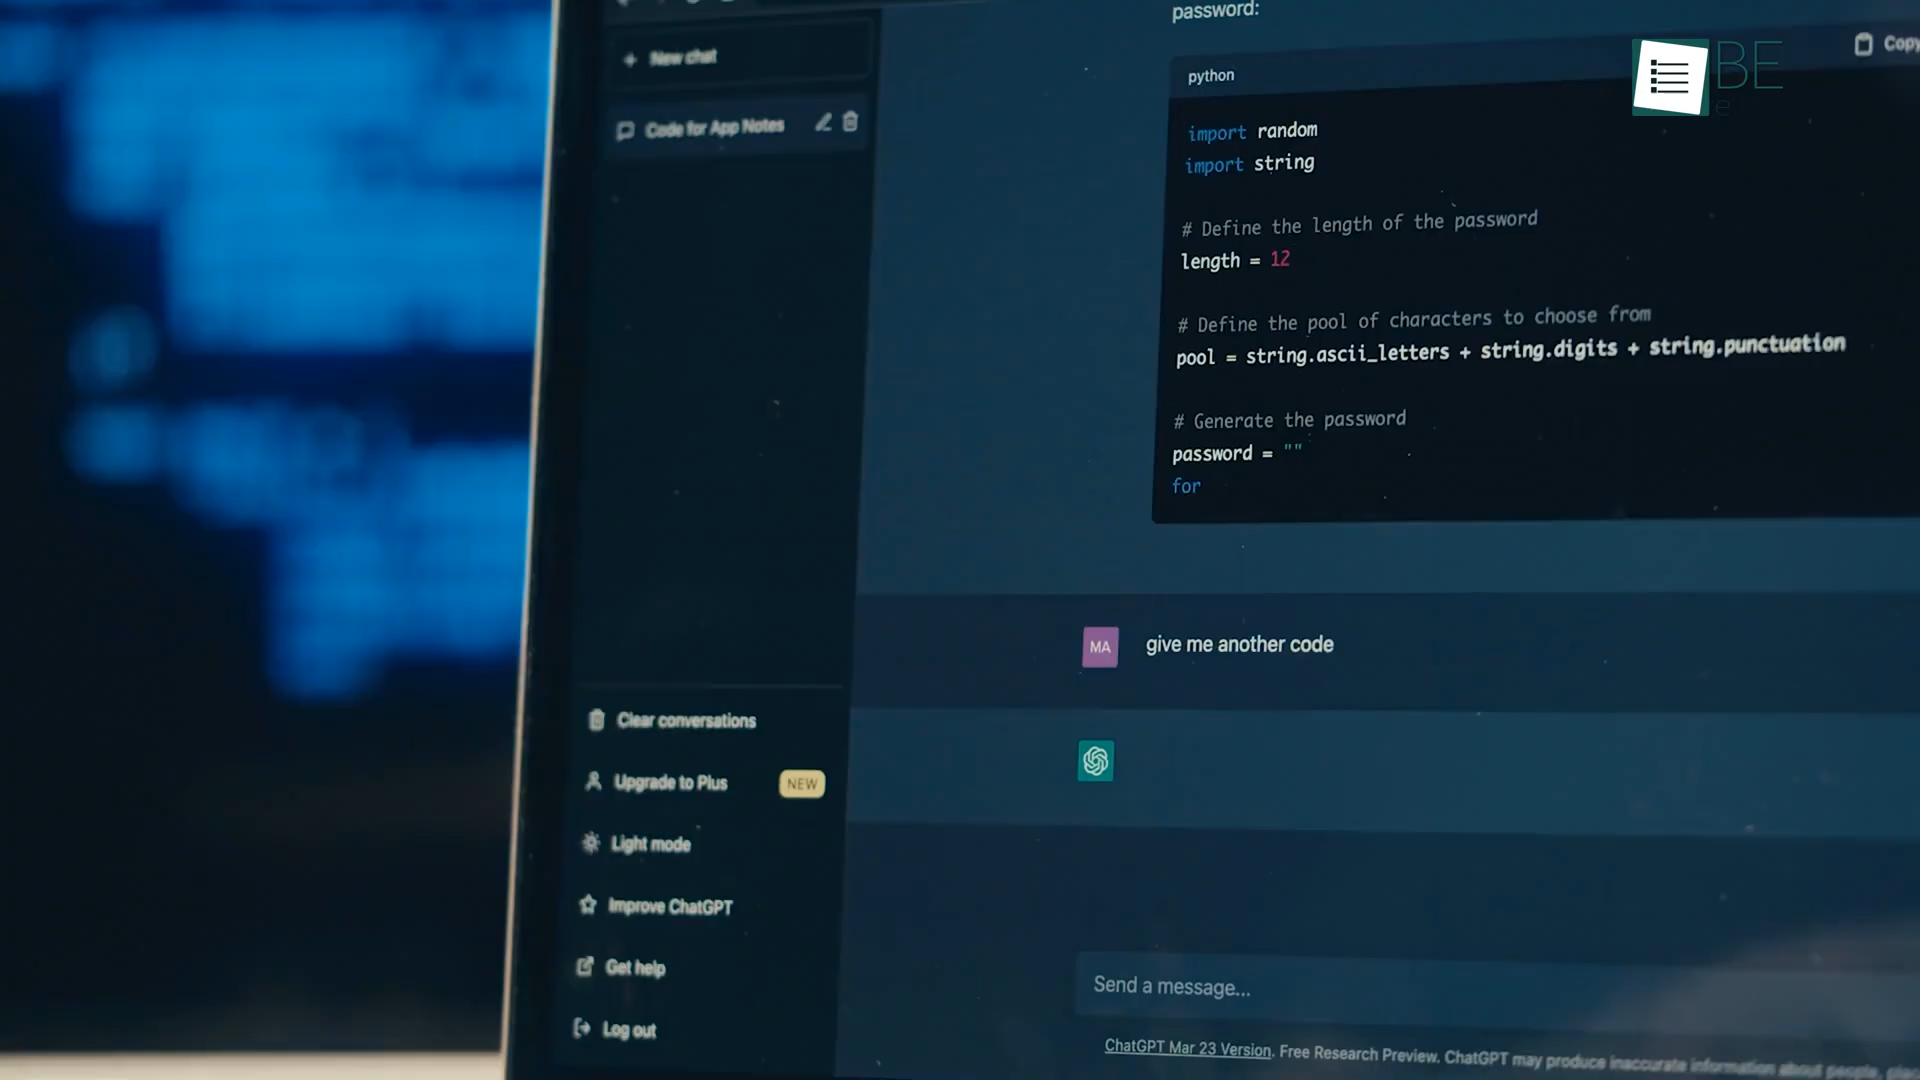 New chat
Code for App Notes
Clear conversations
Upgrade to Plus NEW
Light mode
Improve ChatGPT
Get help
Log out
password:
python
Copy
import random
import string
# Define the length of the password
length = 12
# Define the pool of characters to choose from
pool = string.ascii_letters + string.digits + string.punctuation
# Generate the password
password = ""
for
MA give me another code
Send a message...
ChatGPT Mar 23 Version. Free Research Preview. ChatGPT may produce inaccurate information about people,
BE
e